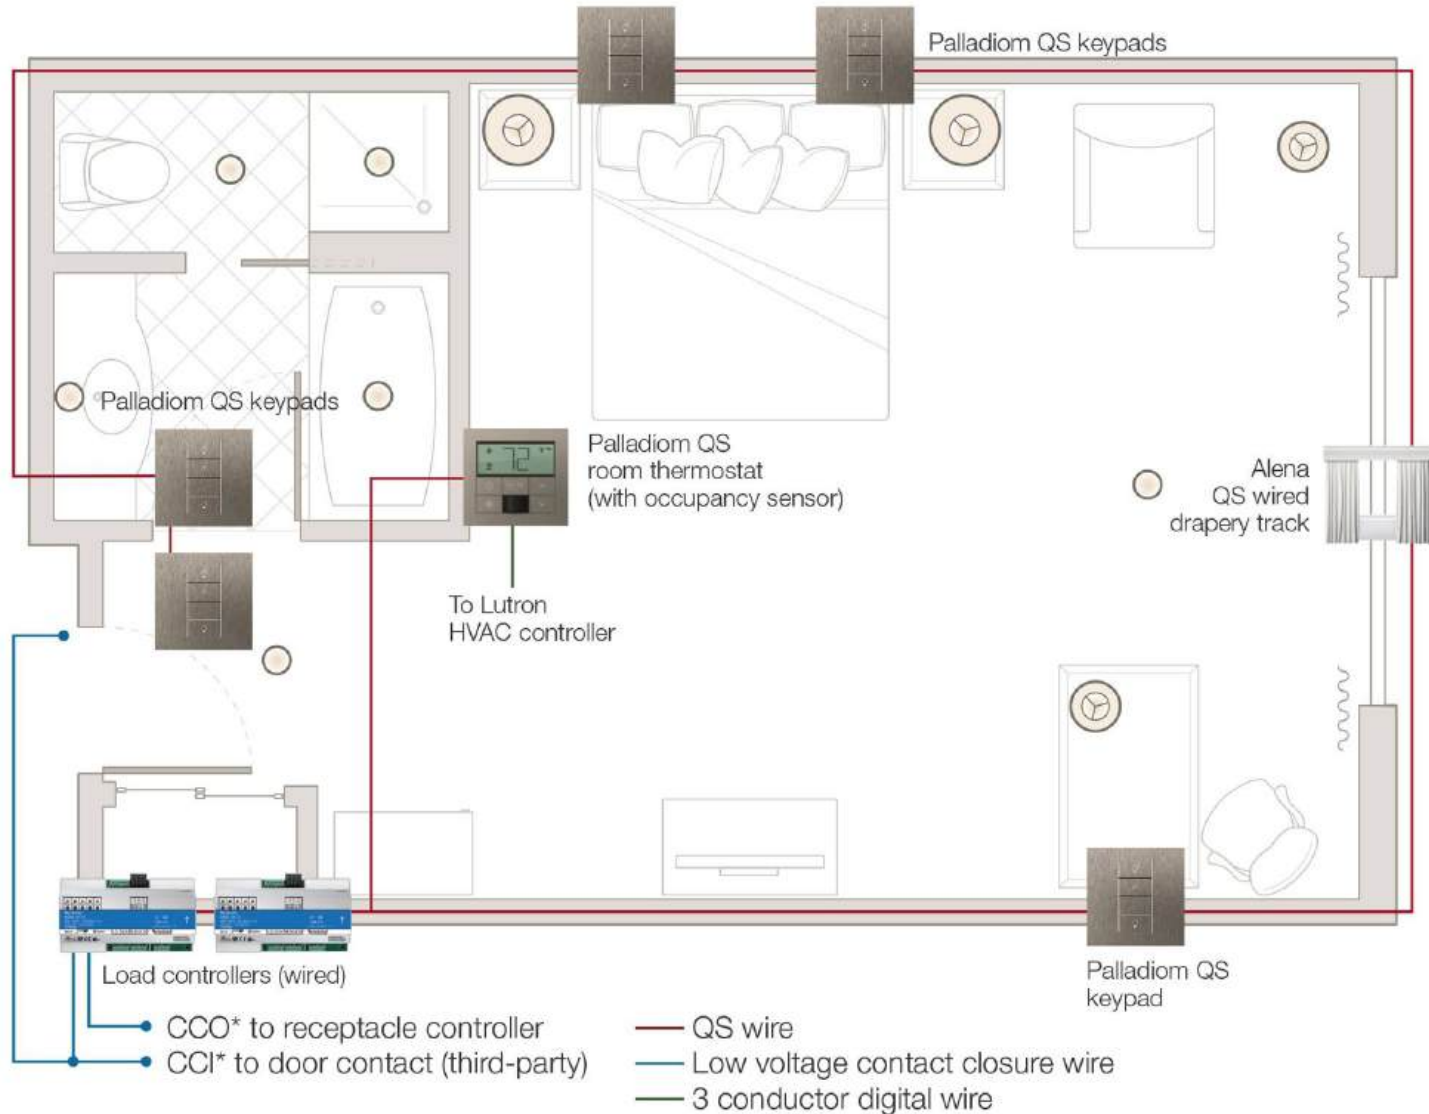 Palladiom QS keypads
Palladiom QS keypads
Palladiom QS
room thermostat
(with occupancy sensor)
72
Alena
QS wired
drapery track
To Lutron
HVAC controller
Load controllers (wired)
Palladiom QS
keypad
CCO* to receptacle controller
CCI* to door contact (third-party)
QS wire
Low voltage contact closure wire
3 conductor digital wire